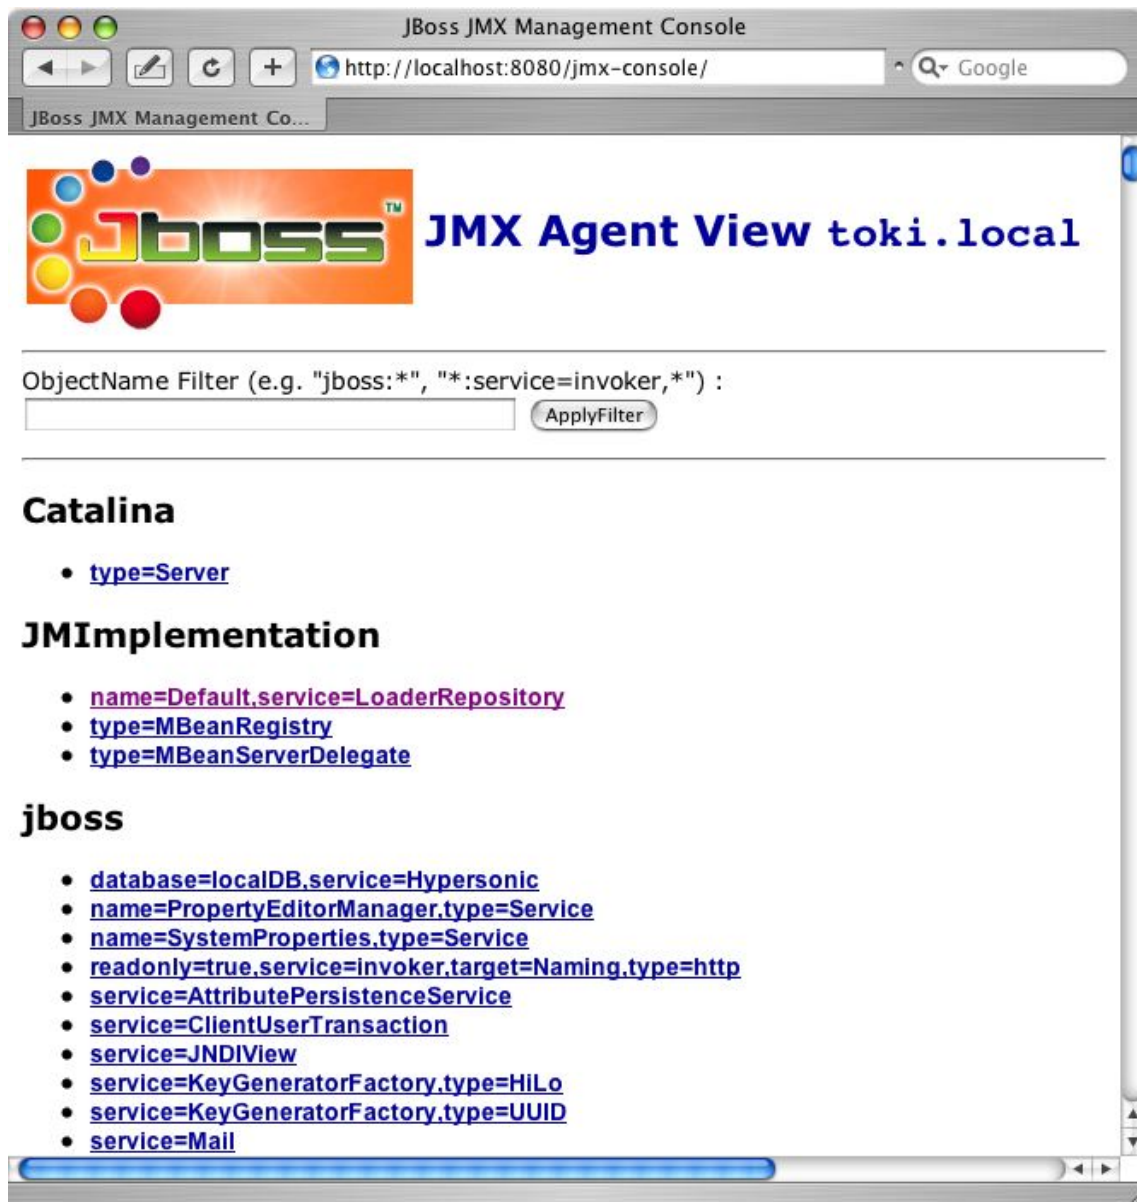 JBoss JMX Management Console
http://localhost:8080/jmx-console/
Google
JBoss JMX Management Co...
Jboss TM
JMX Agent View toki.local
ObjectName Filter (e.g. "jboss:*", "*:service=invoker,*") :
ApplyFilter
Catalina
• type=Server
JMImplementation
• name=Default,service=LoaderRepository
• type=MBeanRegistry
• type=MBeanServerDelegate
jboss
• database=localDB,service=Hypersonic
• name=PropertyEditorManager,type=Service
• name=SystemProperties,type=Service
• readonly=true,service=invoker,target=Naming,type=http
• service=AttributePersistenceService
• service=ClientUserTransaction
• service=JNDIView
• service=KeyGeneratorFactory,type=HiLo
• service=KeyGeneratorFactory,type=UUID
• service=Mail